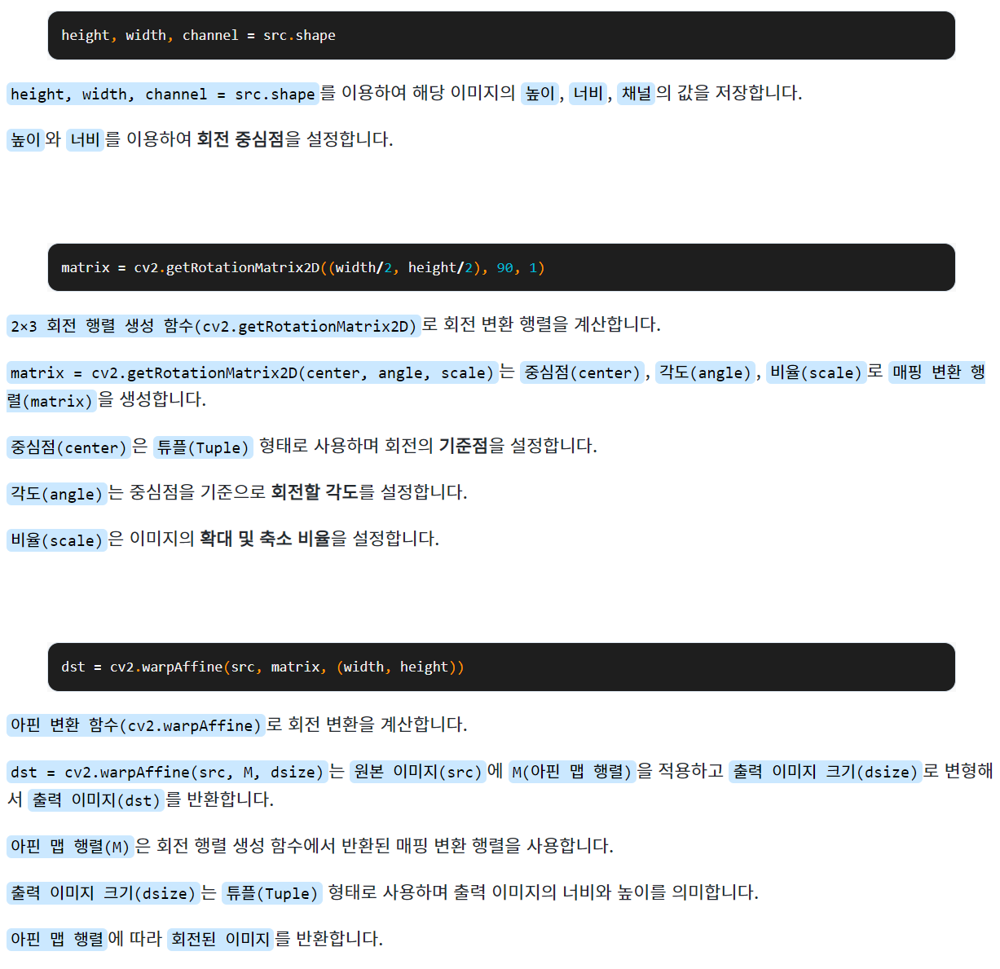 height, width, channel = src.shape
height, width, channel = src.shape를 이용하여 해당 이미지의 높이, 너비, 채널의 값을 저장합니다.
높이와 너비를 이용하여 회전 중심점을 설정합니다.
matrix = cv2.getRotationMatrix2D((width/2, height/2), 90, 1)
2×3 회전 행렬 생성 함수(cv2.getRotationMatrix2D)로 회전 변환 행렬을 계산합니다.
matrix = cv2.getRotationMatrix2D(center, angle, scale)는 중심점(center), 각도(angle), 비율(scale)로 매핑 변환 행
렬(matrix)을 생성합니다.
중심점(center)은 튜플(Tuple) 형태로 사용하며 회전의 기준점을 설정합니다.
각도(angle)는 중심점을 기준으로 회전할 각도를 설정합니다.
비율(scale)은 이미지의 확대 및 축소 비율을 설정합니다.
dst = cv2.warpAffine(src, matrix, (width, height))
아핀 변환 함수(cv2.warpAffine)로 회전 변환을 계산합니다.
dst = cv2.warpAffine(src, M, dsize)는 원본 이미지(src)에 M(아핀 맵 행렬)을 적용하고 출력 이미지 크기(dsize)로 변형해
서 출력 이미지(dst)를 반환합니다.
아핀 맵 행렬(M)은 회전 행렬 생성 함수에서 반환된 매핑 변환 행렬을 사용합니다.
출력 이미지 크기(dsize)는 튜플(Tuple) 형태로 사용하며 출력 이미지의 너비와 높이를 의미합니다.
아핀 맵 행렬에 따라 회전된 이미지를 반환합니다.